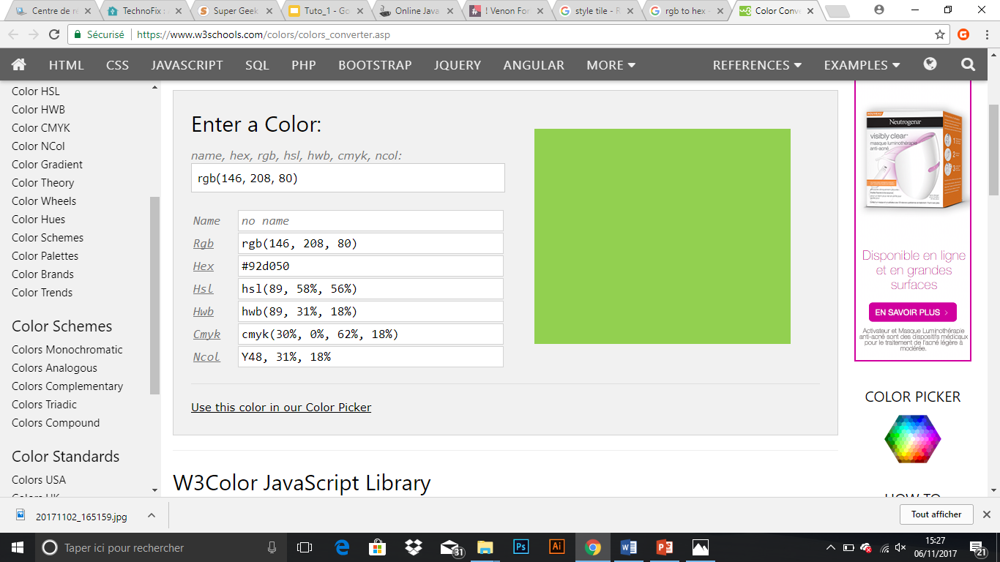 Centre de re
TechnoFix :
Super Geek
Tuto_1 - Go
Online Java
! Venon For
style tile - R
rgb to hex -
Color Conv
Sécurisé
https://www.w3schools.com/colors/colors_converter.asp
HTML CSS JAVASCRIPT SQL PHP BOOTSTRAP JQUERY ANGULAR MORE REFERENCES EXAMPLES
Color HSL
Color HWB
Color CMYK
Color NCol
Color Gradient
Color Theory
Color Wheels
Color Hues
Color Schemes
Color Palettes
Color Brands
Color Trends
Color Schemes
Colors Monochromatic
Colors Analogous
Colors Complementary
Colors Triadic
Colors Compound
Color Standards
Colors USA
Colors UK
Enter a Color:
name, hex, rgb, hsl, hwb, cmyk, ncol:
rgb(146, 208, 80)
Name no name
Rgb rgb(146, 208, 80)
Hex #92d050
Hsl hsl(89, 58%, 56%)
Hwb hwb(89, 31%, 18%)
Cmyk cmyk(30%, 0%, 62%, 18%)
Ncol Y48, 31%, 18%
Use this color in our Color Picker
W3Color JavaScript Library
NOUVEAU
Neutrogena
visibly clear
masque luminothérapie
anti-acné
1
2
3
Disponible en ligne
et en grandes
surfaces
EN SAVOIR PLUS >
Activateur et Masque Luminothérapie
anti-acné sont des dispositifs médicaux
pour le traitement de l'acné légère à
modérée.
COLOR PICKER
HOW TO
20171102_165159.jpg
Tout afficher
Taper ici pour rechercher
31
Ps
Ai
15:27
06/11/2017
21